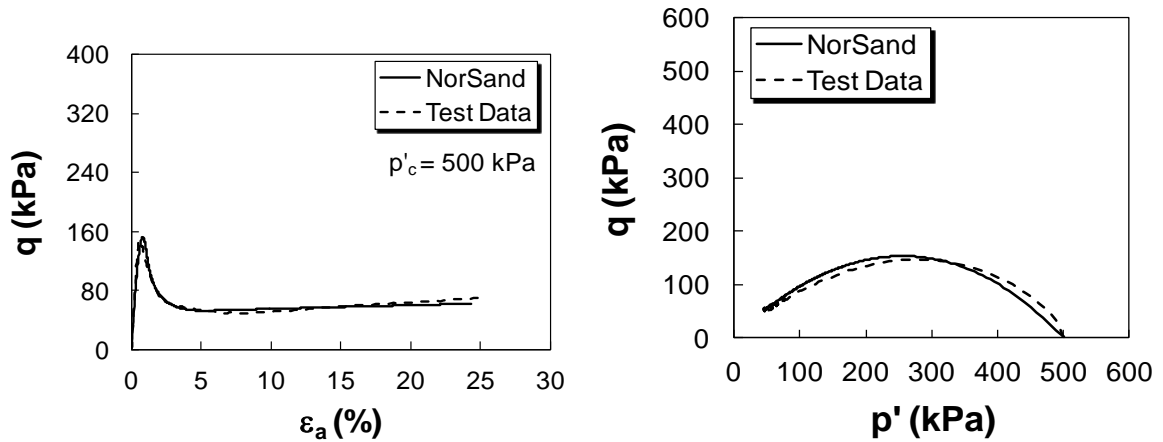 400
320
240
160
80
0
0 5 10 15 20 25 30
q (kPa)
εa (%)
NorSand
Test Data
p'c = 500 kPa
600
500
400
300
200
100
0
0 100 200 300 400 500 600
q (kPa)
p' (kPa)
NorSand
Test Data